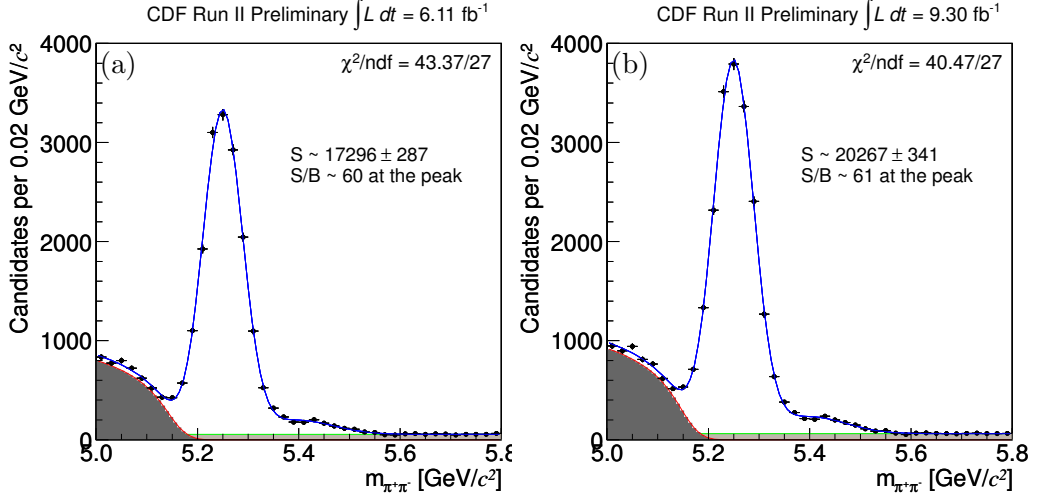 CDF Run II Preliminary ∫L dt = 6.11 fb⁻¹
(a)
χ²/ndf = 43.37/27
S ~ 17296 ± 287
S/B ~ 60 at the peak
Candidates per 0.02 GeV/c²
4000
3000
2000
1000
0
5.0 5.2 5.4 5.6 5.8
m_π⁺π⁻ [GeV/c²]
CDF Run II Preliminary ∫L dt = 9.30 fb⁻¹
(b)
χ²/ndf = 40.47/27
S ~ 20267 ± 341
S/B ~ 61 at the peak
Candidates per 0.02 GeV/c²
4000
3000
2000
1000
0
5.0 5.2 5.4 5.6 5.8
m_π⁺π⁻ [GeV/c²]